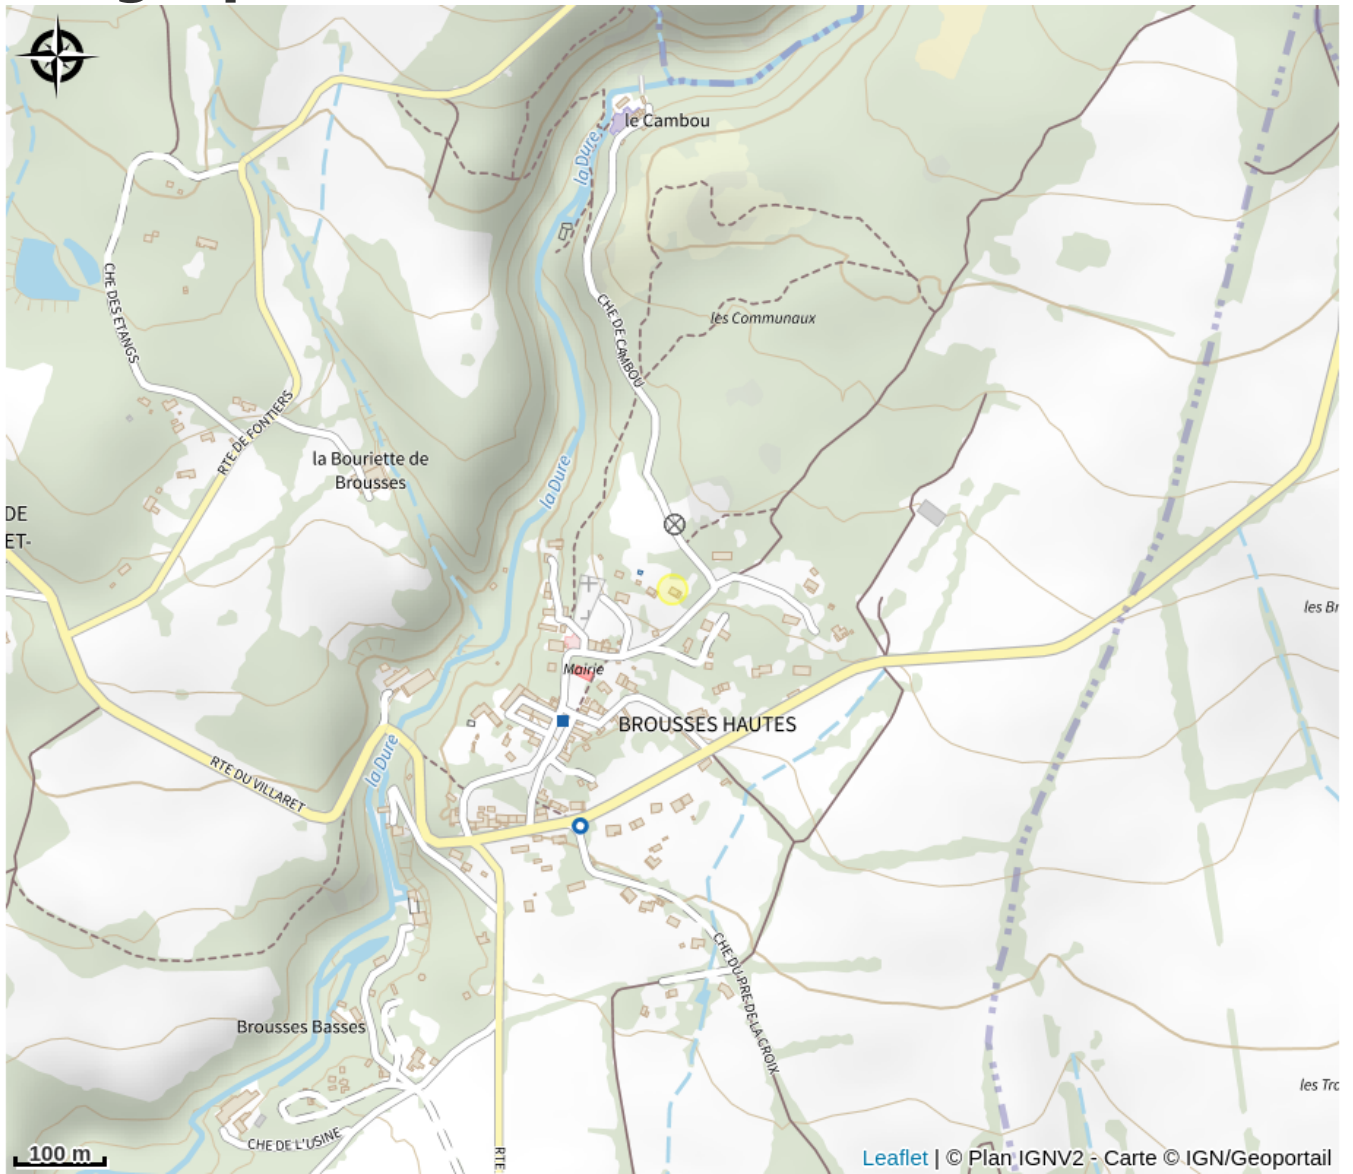 le Cambou
la Dure
CHE DES ETANGS
CHE DE CAMBOU
les Communaux
RTE DE FONTIERS
la Bouriette de
Brousses
la Dure
DE
ET-
les Br
Mairie
BROUSSES HAUTES
la Dure
RTE DU VILLARET
CHE DU PRE DE LA CROIX
Brousses Basses
les Tro
CHE DE L'USINE
RTE
100 m
Leaflet | © Plan IGNV2 - Carte © IGN/Geoportail